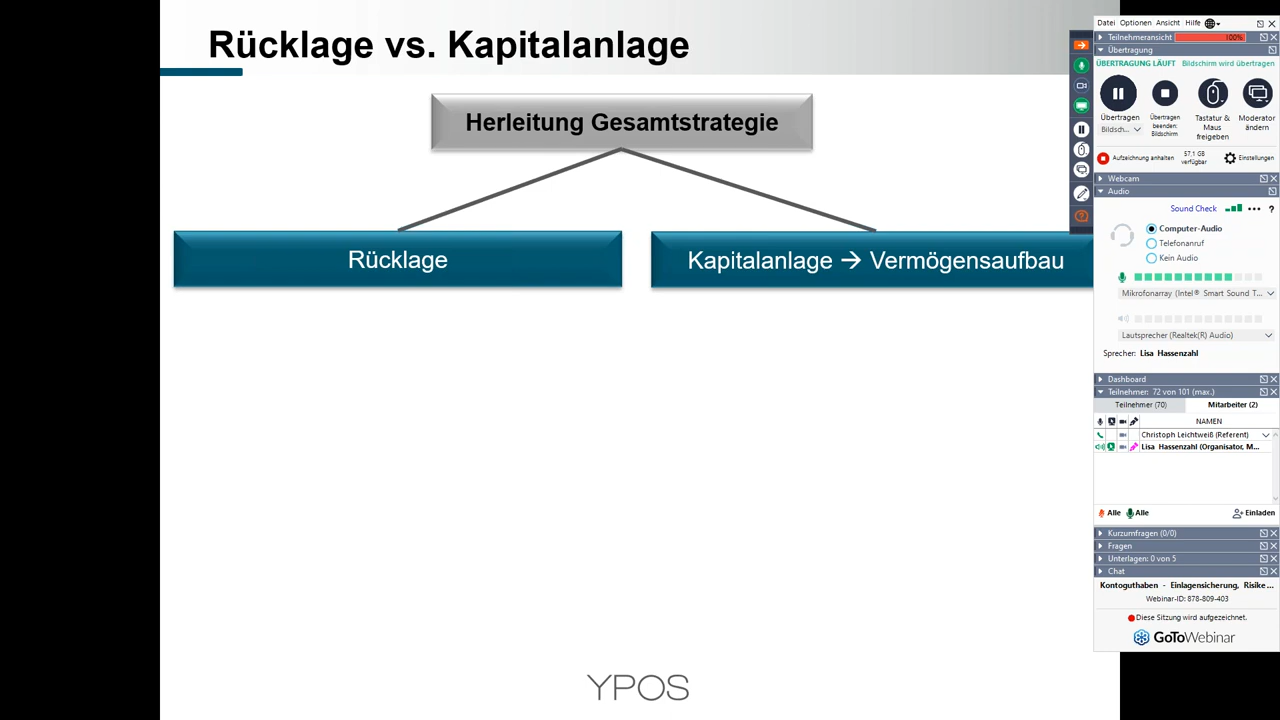 Rücklage vs. Kapitalanlage
Herleitung Gesamtstrategie
Rücklage
Kapitalanlage → Vermögensaufbau
YPOS
Datei Optionen Ansicht Hilfe
Teilnehmeransicht 100%
Übertragung
ÜBERTRAGUNG LÄUFT Bildschirm wird übertragen
Übertragen
Bildsch...
Übertragen
beenden:
Bildschirm
Tastatur &
Maus
freigeben
Moderator
ändern
Aufzeichnung anhalten
57,1 GB
verfügbar
Einstellungen
Webcam
Audio
Sound Check ?
Computer-Audio
Telefonanruf
Kein Audio
Mikrofonarray (Intel® Smart Sound T...
Lautsprecher (Realtek(R) Audio)
Sprecher: Lisa Hassenzahl
Dashboard
Teilnehmer: 72 von 101 (max.)
Teilnehmer (70) Mitarbeiter (2)
NAMEN
Christoph Leichtweiß (Referent)
Lisa Hassenzahl (Organisator, M...
Alle Alle Einladen
Kurzumfragen (0/0)
Fragen
Unterlagen: 0 von 5
Chat
Kontoguthaben - Einlagensicherung, Risike...
Webinar-ID: 878-809-403
Diese Sitzung wird aufgezeichnet.
GoToWebinar